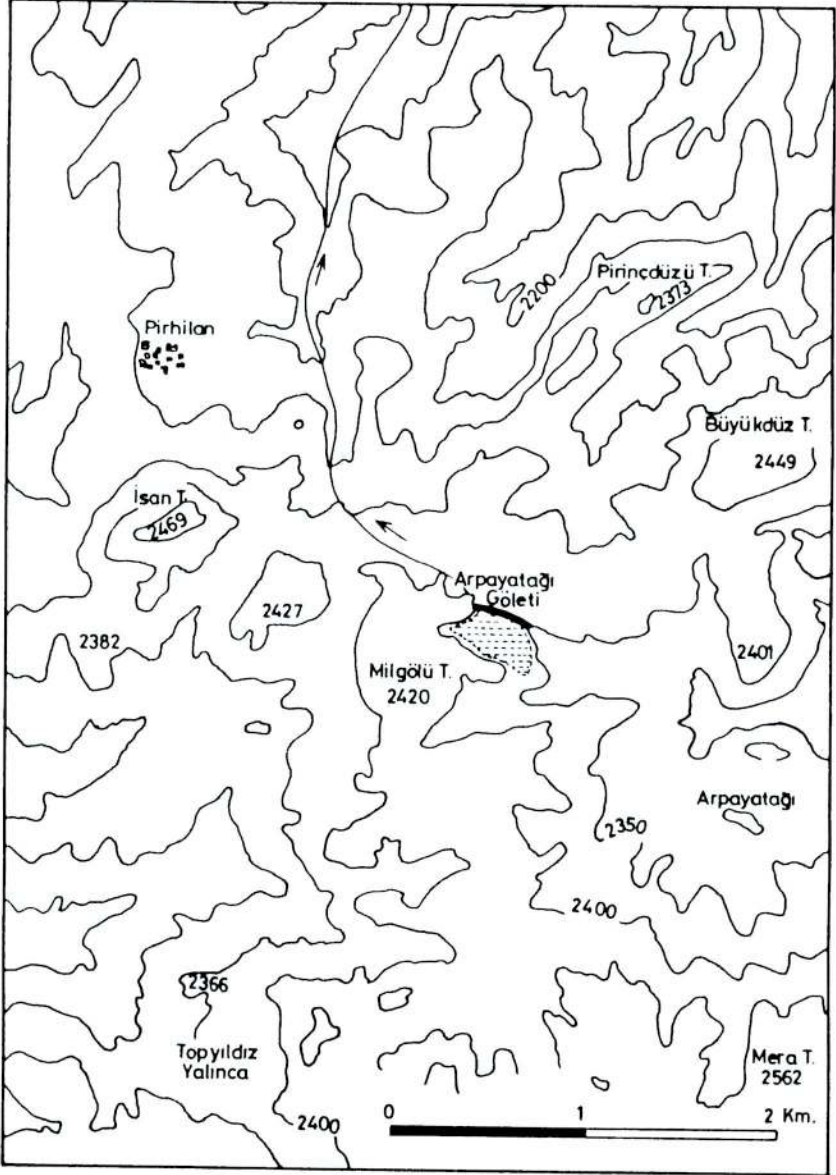 Pirinçdüzü T.
2373
2200
Pirhilan
Büyükdüz T.
2449
İsan T.
2469
Arpayatağı
Göleti
2427
2382
2401
Milgölü T.
2420
Arpayatağı
2350
2400
2366
Topyıldız
Yalınca
Mera T.
2562
2400
0 1 2 Km.